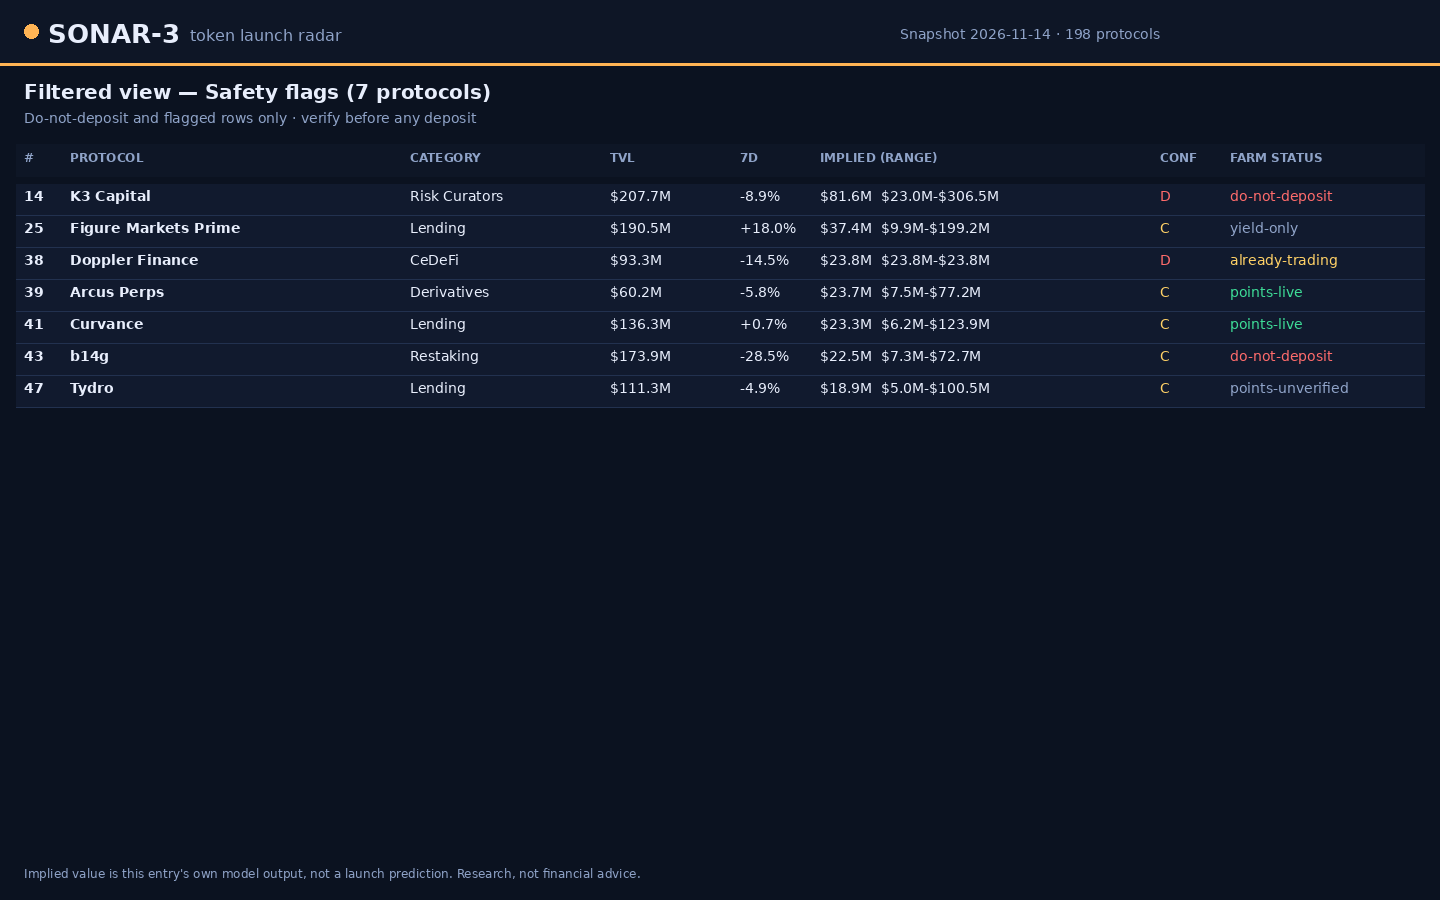 SONAR-3 token launch radar Snapshot 2026-11-14 · 198 protocols
Filtered view — Safety flags (7 protocols)
Do-not-deposit and flagged rows only · verify before any deposit
# PROTOCOL CATEGORY TVL 7D IMPLIED (RANGE) CONF FARM STATUS
14 K3 Capital Risk Curators $207.7M -8.9% $81.6M $23.0M-$306.5M D do-not-deposit
25 Figure Markets Prime Lending $190.5M +18.0% $37.4M $9.9M-$199.2M C yield-only
38 Doppler Finance CeDeFi $93.3M -14.5% $23.8M $23.8M-$23.8M D already-trading
39 Arcus Perps Derivatives $60.2M -5.8% $23.7M $7.5M-$77.2M C points-live
41 Curvance Lending $136.3M +0.7% $23.3M $6.2M-$123.9M C points-live
43 b14g Restaking $173.9M -28.5% $22.5M $7.3M-$72.7M C do-not-deposit
47 Tydro Lending $111.3M -4.9% $18.9M $5.0M-$100.5M C points-unverified
Implied value is this entry's own model output, not a launch prediction. Research, not financial advice.